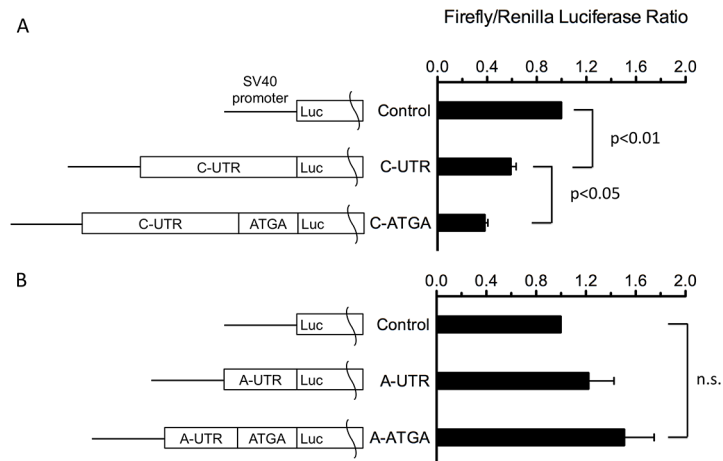 Firefly/Renilla Luciferase Ratio
A
0.0 0.4 0.8 1.2 1.6 2.0
SV40
promoter
Luc Control
p<0.01
C-UTR Luc C-UTR
p<0.05
C-UTR ATGA Luc C-ATGA
B
0.0 0.4 0.8 1.2 1.6 2.0
Luc Control
A-UTR Luc A-UTR
n.s.
A-UTR ATGA Luc A-ATGA